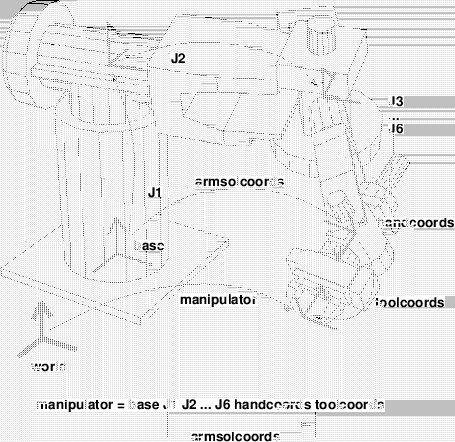 J2
J3
...
J6
armsolcoords
J1
handcoords
base
manipulator
toolcoords
world
manipulator = base J1 J2 ... J6 handcoords toolcoords
armsolcoords